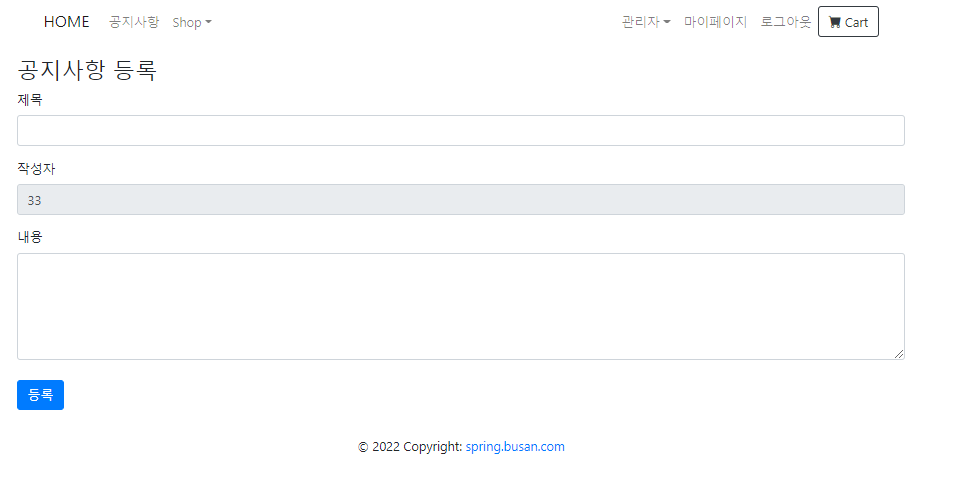 HOME 공지사항 Shop 관리자 마이페이지 로그아웃 Cart
공지사항 등록
제목
작성자
33
내용
등록
© 2022 Copyright: spring.busan.com